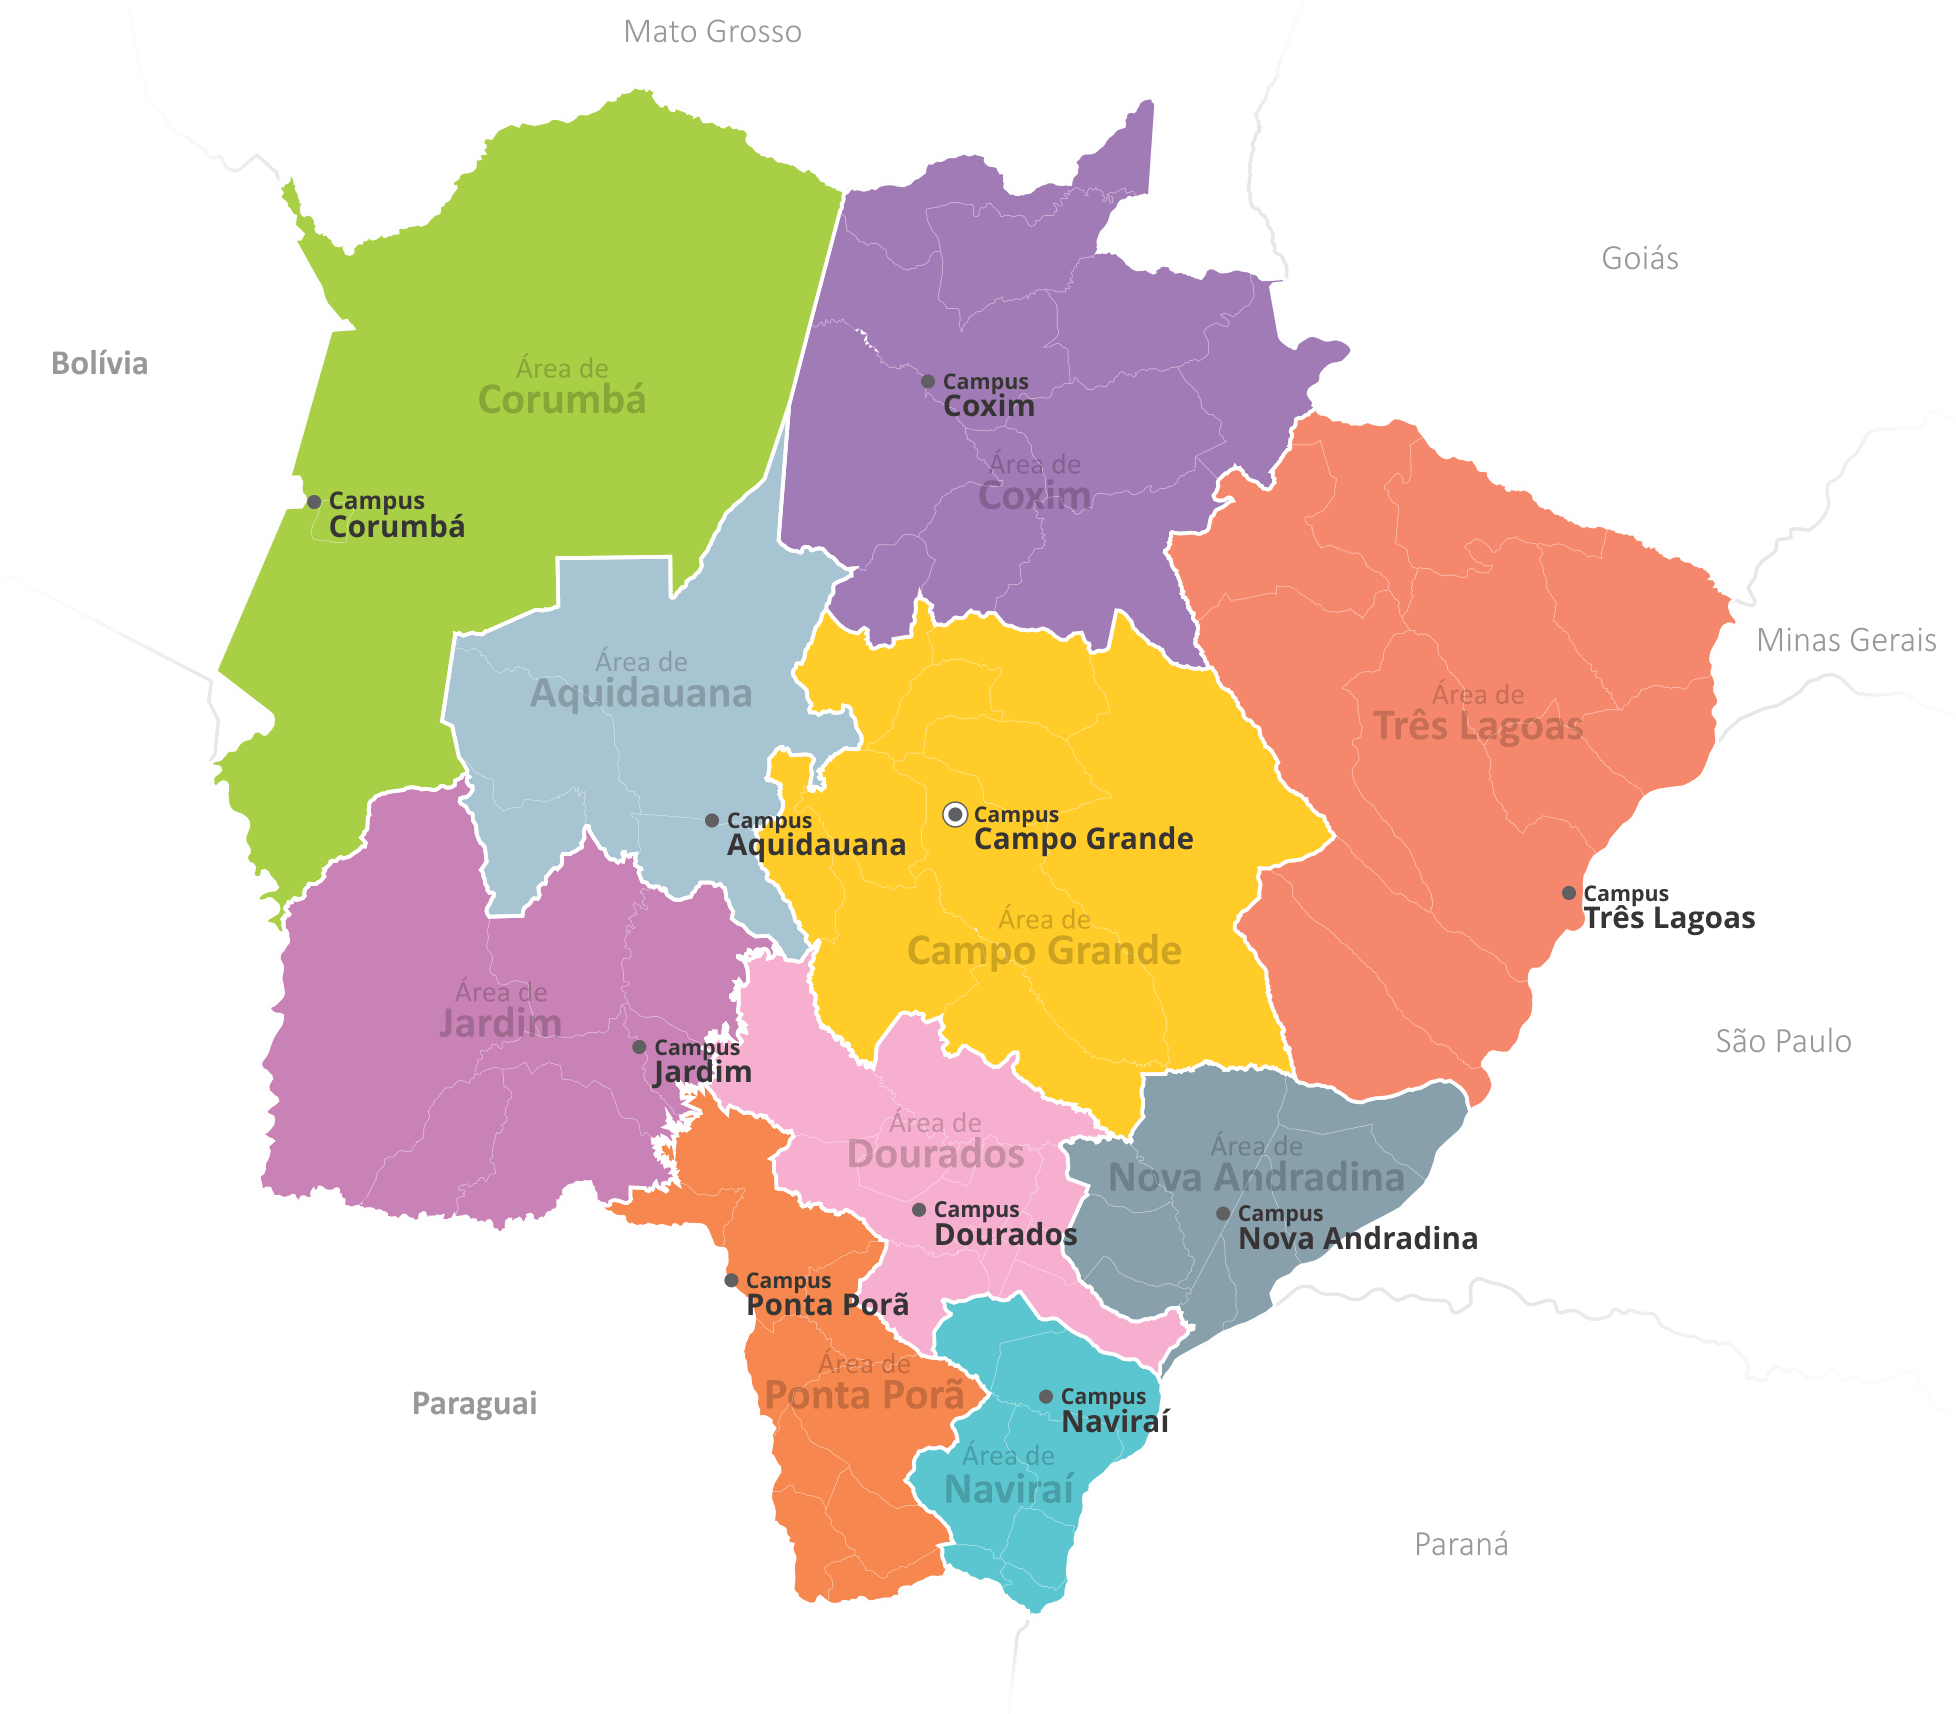 Mato Grosso
Goiás
Bolívia
Área de
Corumbá
Campus
Coxim
Área de
Coxim
Campus
Corumbá
Minas Gerais
Área de
Aquidauana
Área de
Três Lagoas
Campus
Aquidauana
Campus
Campo Grande
Campus
Três Lagoas
Área de
Campo Grande
Área de
Jardim
São Paulo
Campus
Jardim
Área de
Dourados
Área de
Nova Andradina
Campus
Dourados
Campus
Nova Andradina
Campus
Ponta Porã
Área de
Ponta Porã
Paraguai
Campus
Naviraí
Área de
Naviraí
Paraná